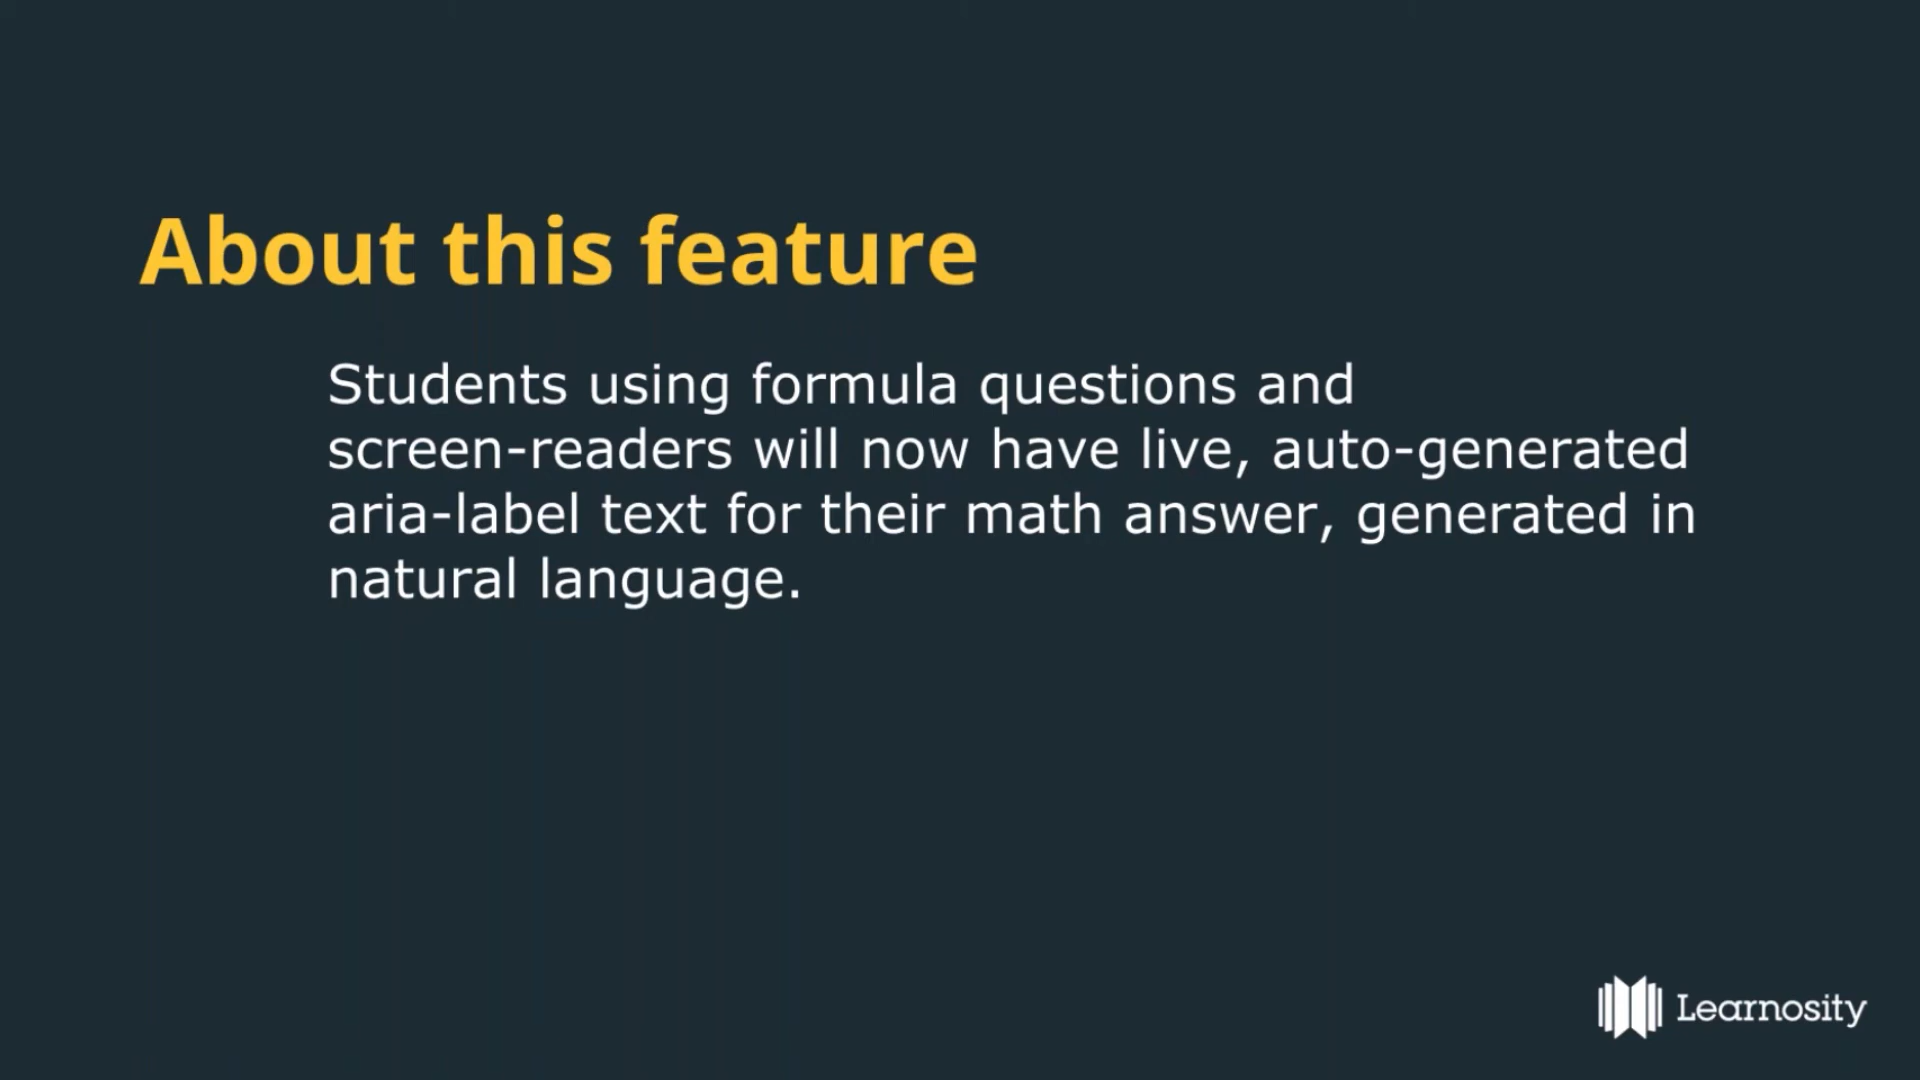 About this feature
Students using formula questions and
screen-readers will now have live, auto-generated
aria-label text for their math answer, generated in
natural language.
Learnosity